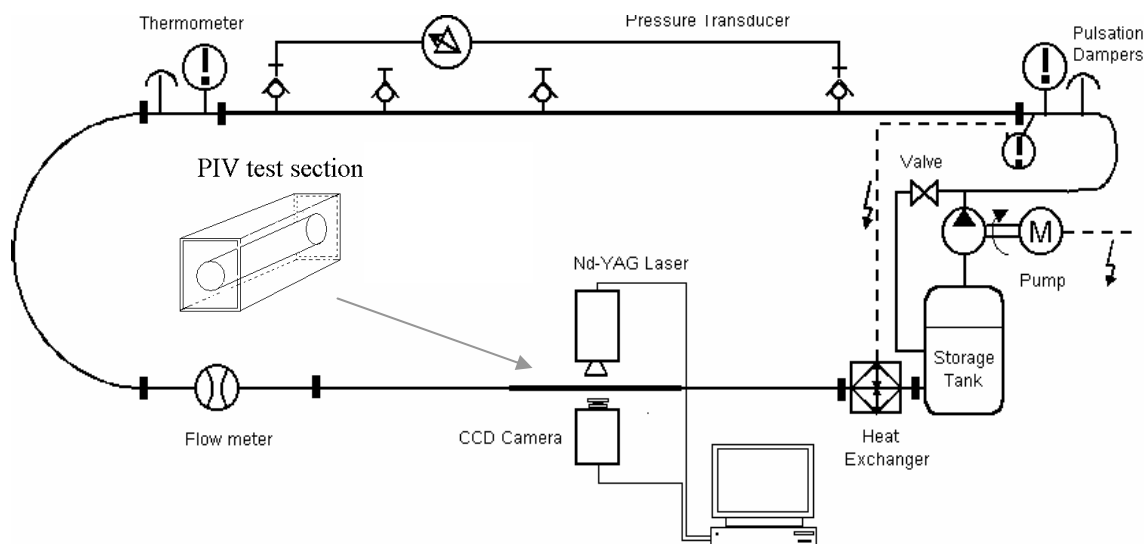 Thermometer
Pressure Transducer
Pulsation
Dampers
PIV test section
Valve
M
Nd-YAG Laser
Pump
Storage
Tank
Flow meter
CCD Camera
Heat
Exchanger